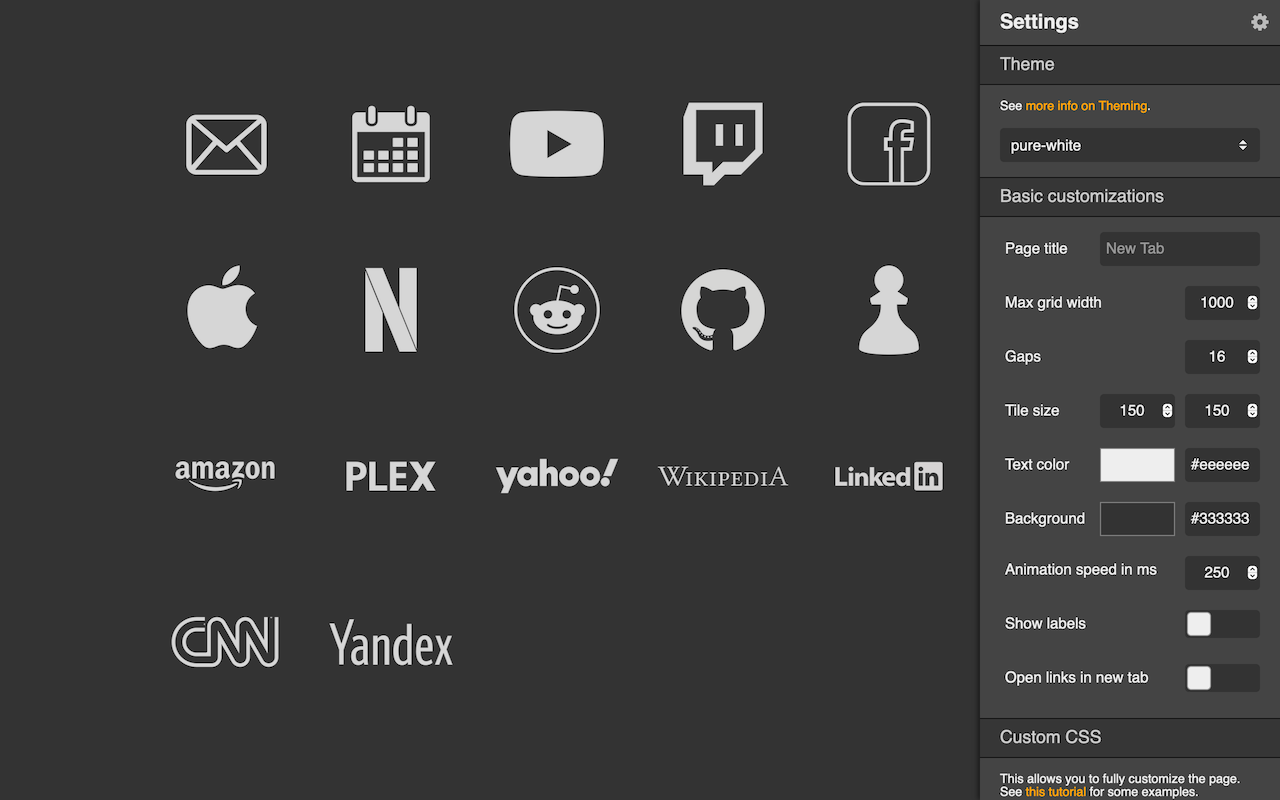 Settings
Theme
See more info on Theming.
pure-white
Basic customizations
Page title New Tab
Max grid width 1000
Gaps 16
Tile size 150 150
Text color #eeeeee
Background #333333
Animation speed in ms 250
Show labels
Open links in new tab
Custom CSS
This allows you to fully customize the page.
See this tutorial for some examples.
amazon PLEX yahoo! WIKIPEDIA LinkedIn
CNN Yandex